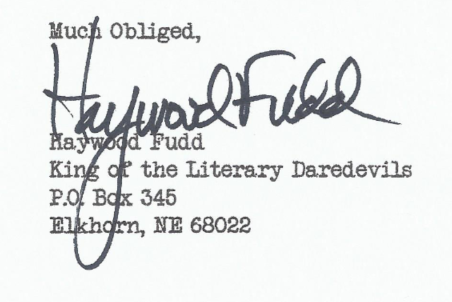 Much Obliged,
Haywood Fudd
Haywood Fudd
King of the Literary Daredevils
P.O. Box 345
Elkhorn, NE 68022